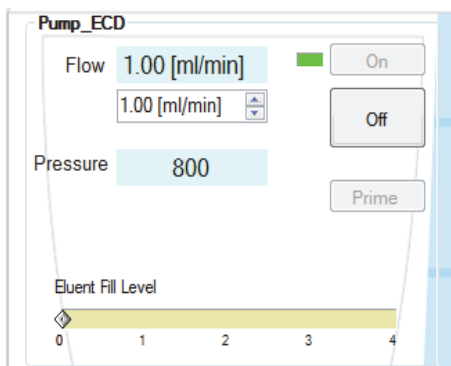 Pump_ECD
Flow 1.00 [ml/min] On
1.00 [ml/min] Off
Pressure 800
Prime
Eluent Fill Level
0 1 2 3 4